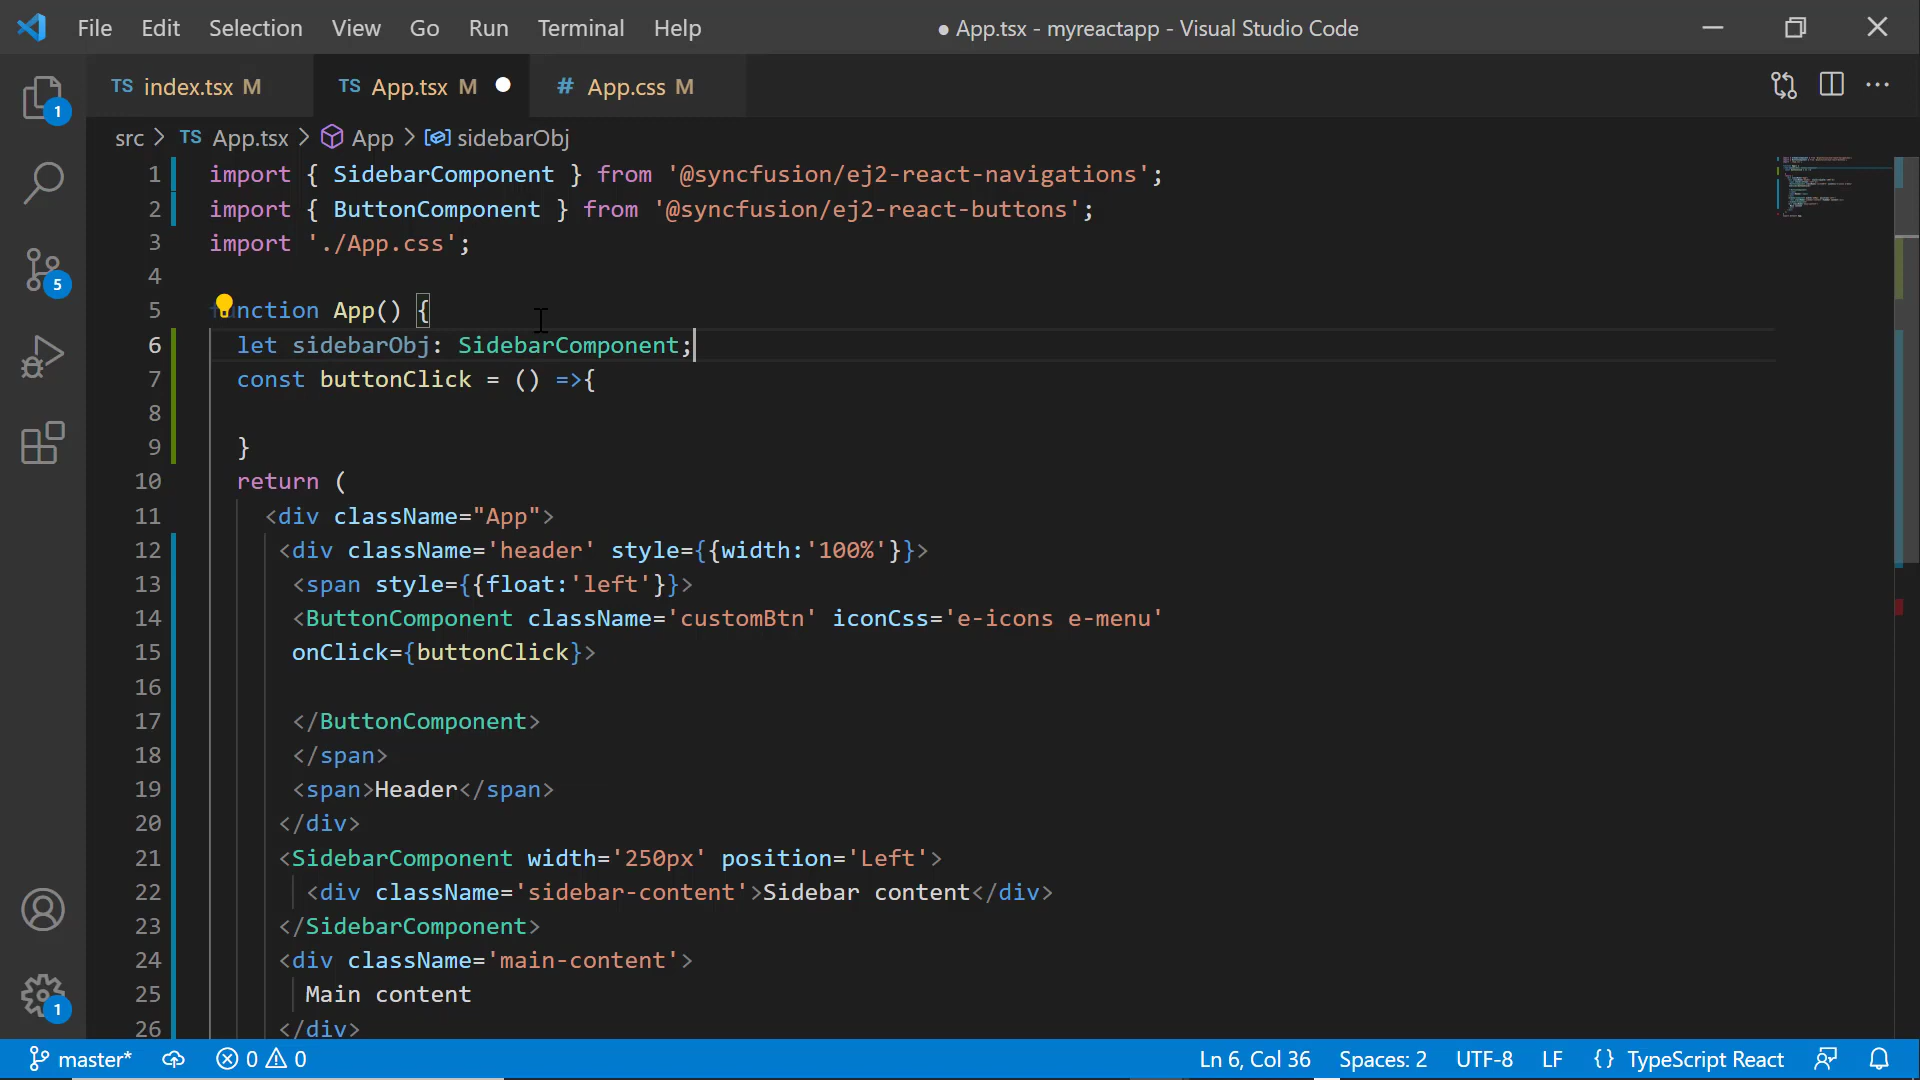 File Edit Selection View Go Run Terminal Help ● App.tsx - myreactapp - Visual Studio Code
TS index.tsx M TS App.tsx M # App.css M
src > TS App.tsx > App > sidebarObj
1 import { SidebarComponent } from '@syncfusion/ej2-react-navigations';
2 import { ButtonComponent } from '@syncfusion/ej2-react-buttons';
3 import './App.css';
4
5 function App() {
6 let sidebarObj: SidebarComponent;
7 const buttonClick = () =>{
8
9 }
10 return (
11 <div className="App">
12 <div className='header' style={{width:'100%'}}>
13 <span style={{float:'left'}}>
14 <ButtonComponent className='customBtn' iconCss='e-icons e-menu'
15 onClick={buttonClick}>
16
17 </ButtonComponent>
18 </span>
19 <span>Header</span>
20 </div>
21 <SidebarComponent width='250px' position='Left'>
22 <div className='sidebar-content'>Sidebar content</div>
23 </SidebarComponent>
24 <div className='main-content'>
25 Main content
26 </div>
1
5
1
master* 0 0 Ln 6, Col 36 Spaces: 2 UTF-8 LF {} TypeScript React